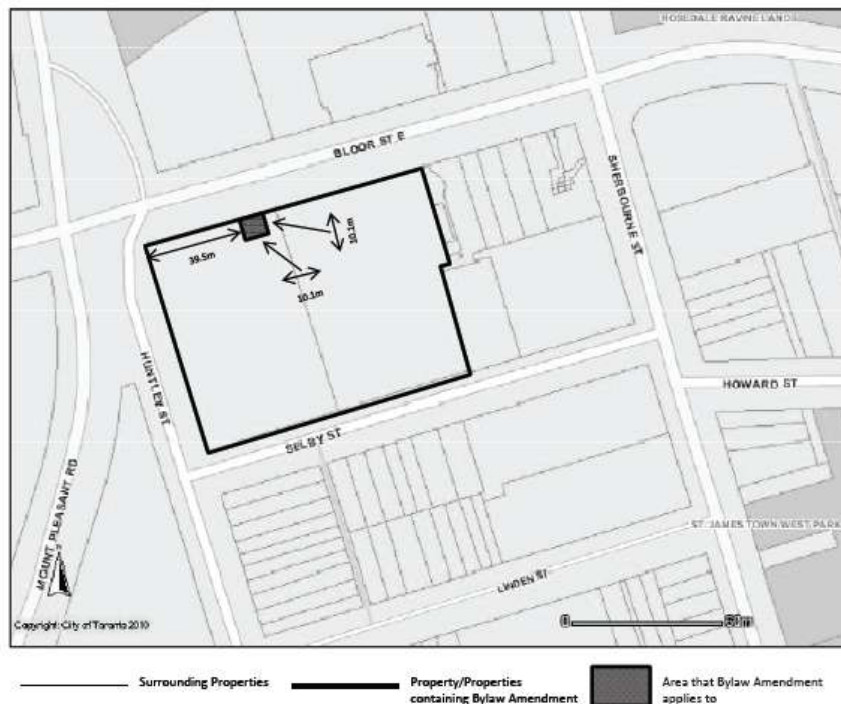 ROSEDALE RAVINE LANDS
BLOOR ST E
SHERBOURNE ST
39.5m
10.1m
10.1m
HUNTLEY ST
HOWARD ST
SELBY ST
MOUNT PLEASANT RD
ST. JAMES TOWN WEST PARK
LINDEN ST
Copyright: City of Toronto 2010
0 60m
Surrounding Properties
Property/Properties
containing Bylaw Amendment
Area that Bylaw Amendment
applies to